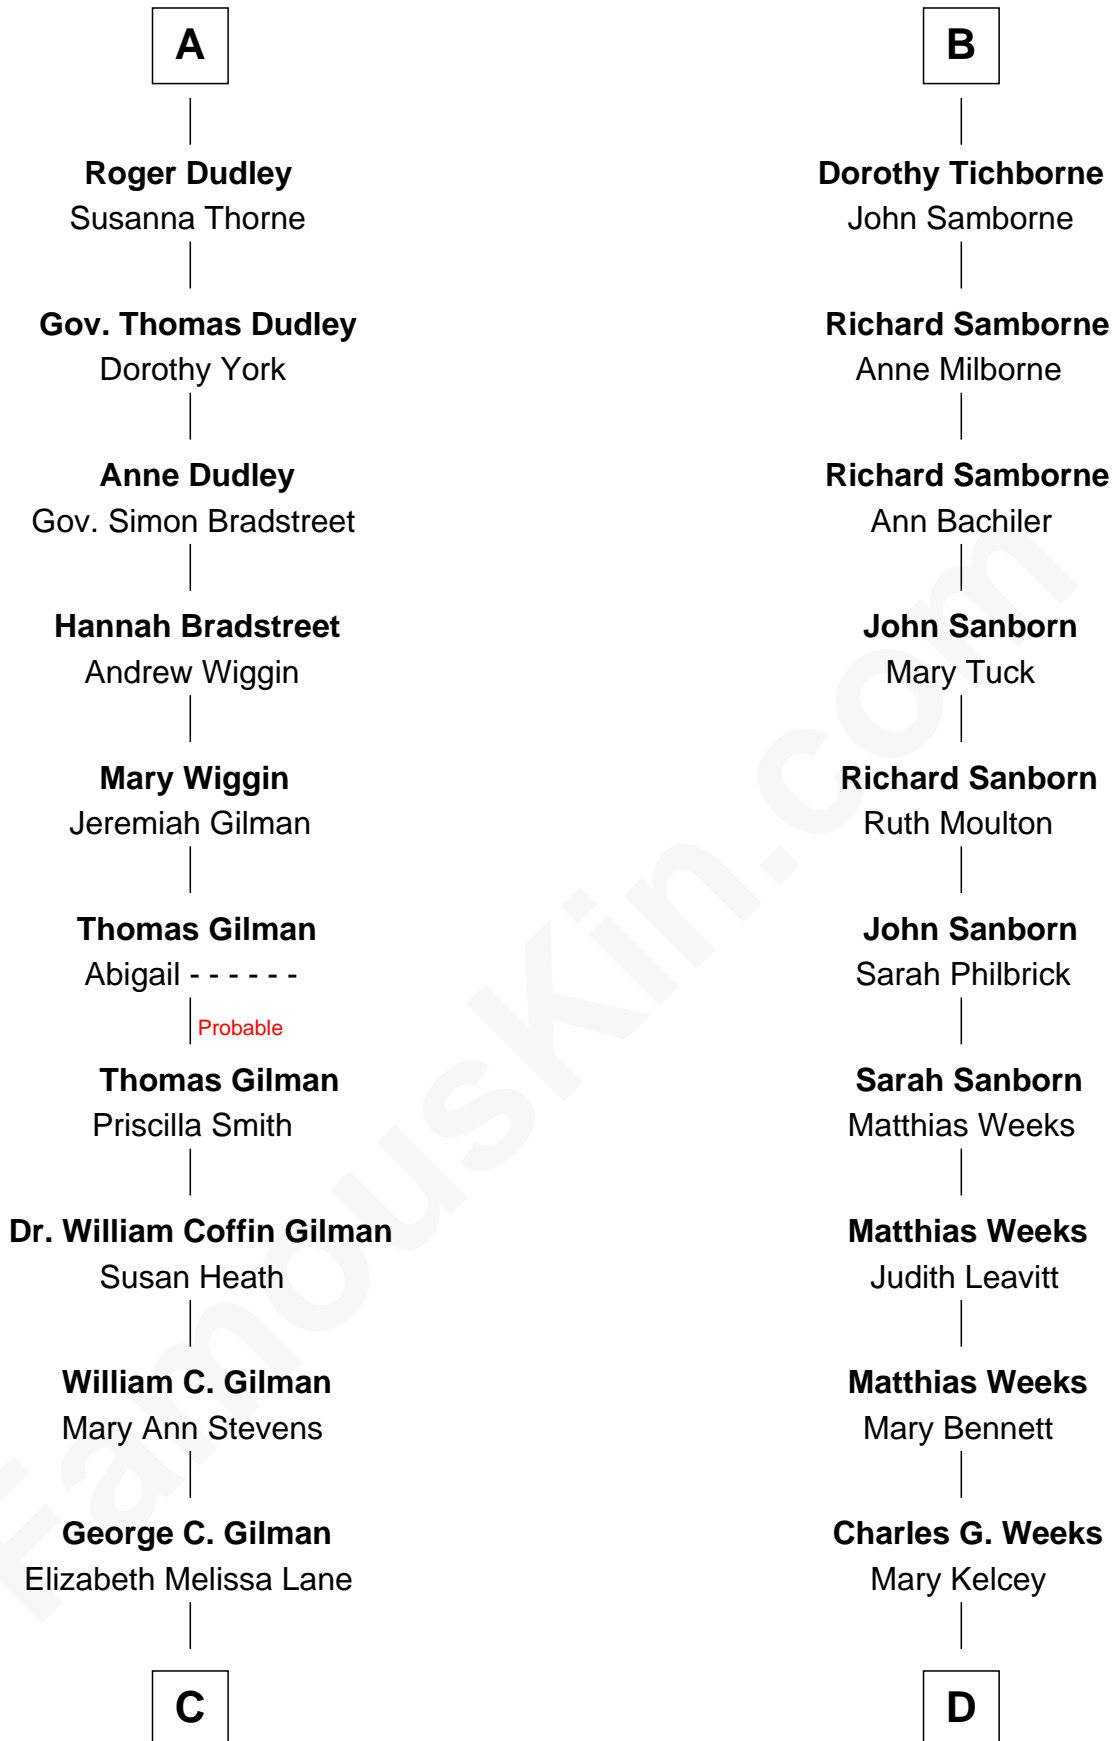 A
Roger Dudley
Susanna Thorne
Gov. Thomas Dudley
Dorothy York
Anne Dudley
Gov. Simon Bradstreet
Hannah Bradstreet
Andrew Wiggin
Mary Wiggin
Jeremiah Gilman
Thomas Gilman
Abigail - - - - - -
Probable
Thomas Gilman
Priscilla Smith
Dr. William Coffin Gilman
Susan Heath
William C. Gilman
Mary Ann Stevens
George C. Gilman
Elizabeth Melissa Lane
C
B
Dorothy Tichborne
John Samborne
Richard Samborne
Anne Milborne
Richard Samborne
Ann Bachiler
John Sanborn
Mary Tuck
Richard Sanborn
Ruth Moulton
John Sanborn
Sarah Philbrick
Sarah Sanborn
Matthias Weeks
Matthias Weeks
Judith Leavitt
Matthias Weeks
Mary Bennett
Charles G. Weeks
Mary Kelcey
D
FamousKin.com